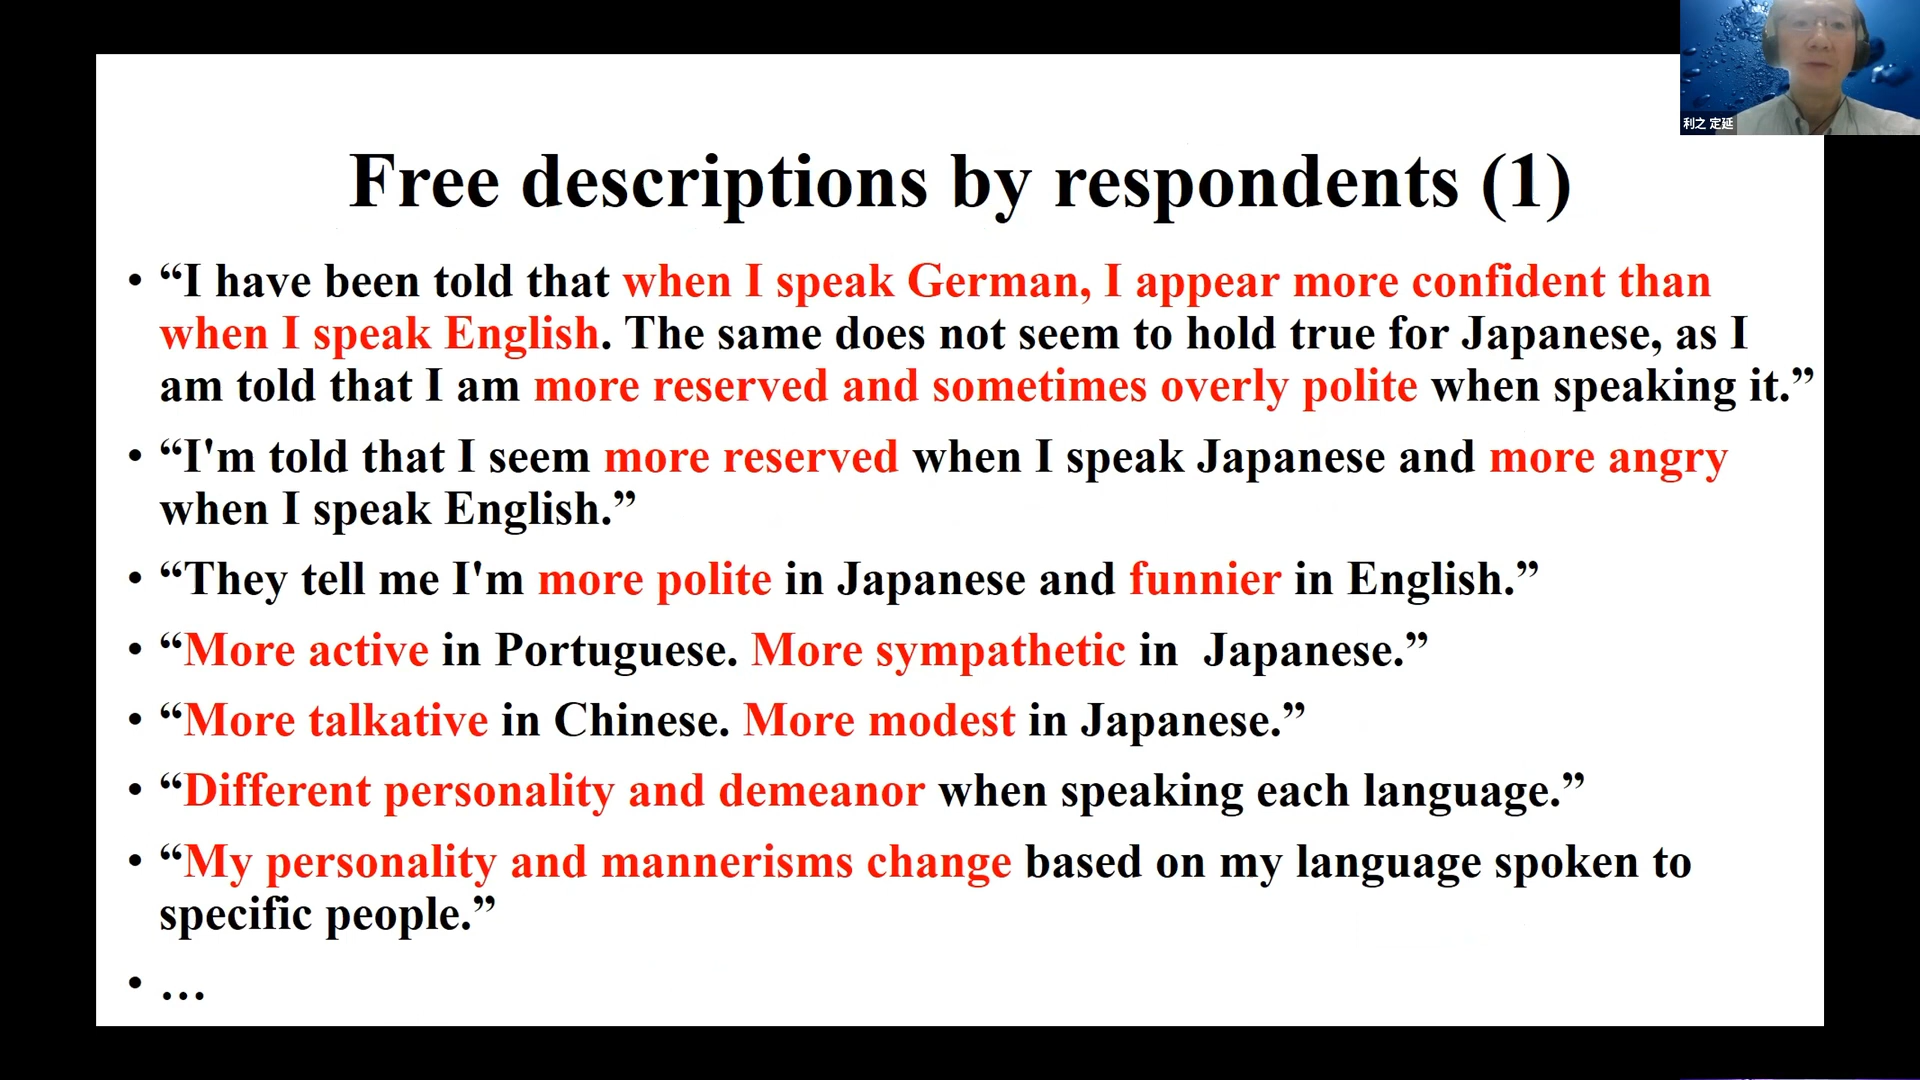 利之 定延
Free descriptions by respondents (1)
• “I have been told that when I speak German, I appear more confident than
when I speak English. The same does not seem to hold true for Japanese, as I
am told that I am more reserved and sometimes overly polite when speaking it.”
• “I'm told that I seem more reserved when I speak Japanese and more angry
when I speak English.”
• “They tell me I'm more polite in Japanese and funnier in English.”
• “More active in Portuguese. More sympathetic in  Japanese.”
• “More talkative in Chinese. More modest in Japanese.”
• “Different personality and demeanor when speaking each language.”
• “My personality and mannerisms change based on my language spoken to
specific people.”
• …